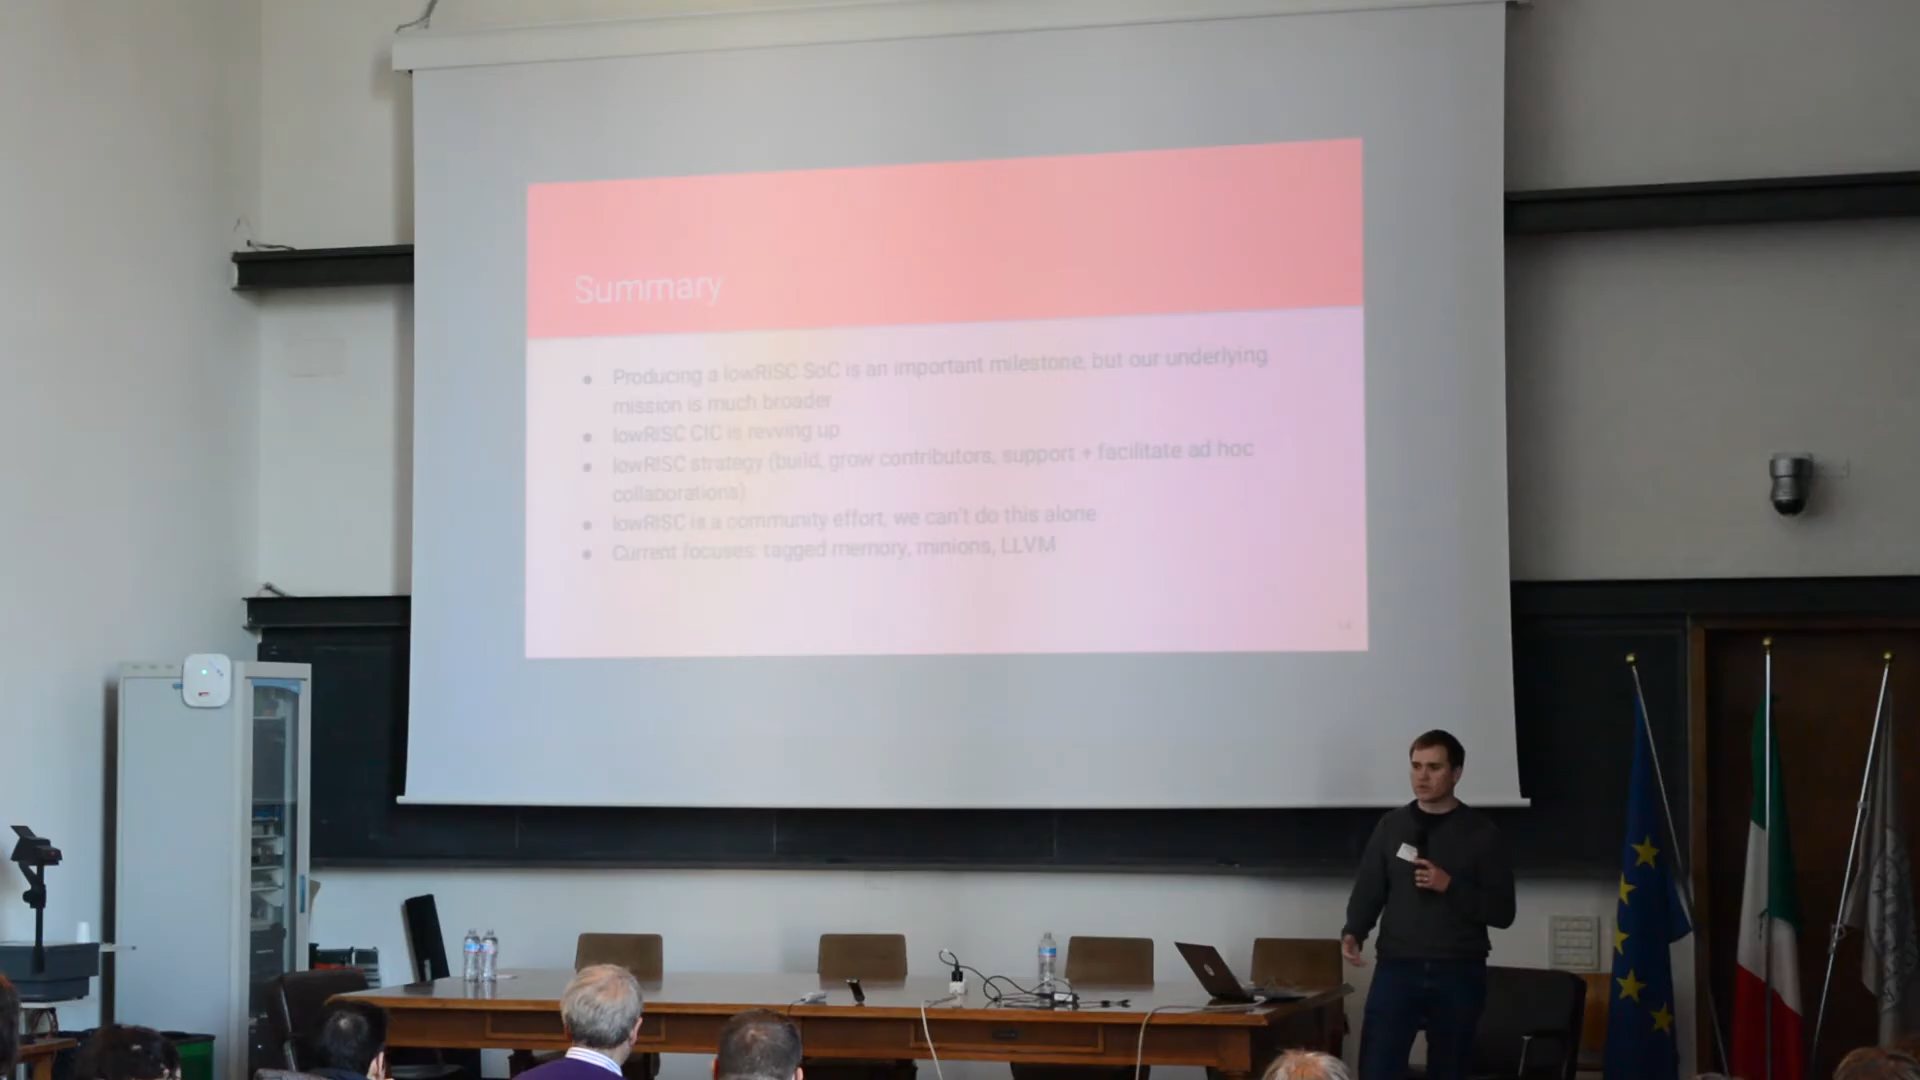 Summary
● Producing a lowRISC SoC is an important milestone, but our underlying
mission is much broader
● lowRISC CIC is revving up
● lowRISC strategy (build, grow contributors, support + facilitate ad hoc
collaborations)
● lowRISC is a community effort, we can't do this alone
● Current focuses: tagged memory, minions, LLVM